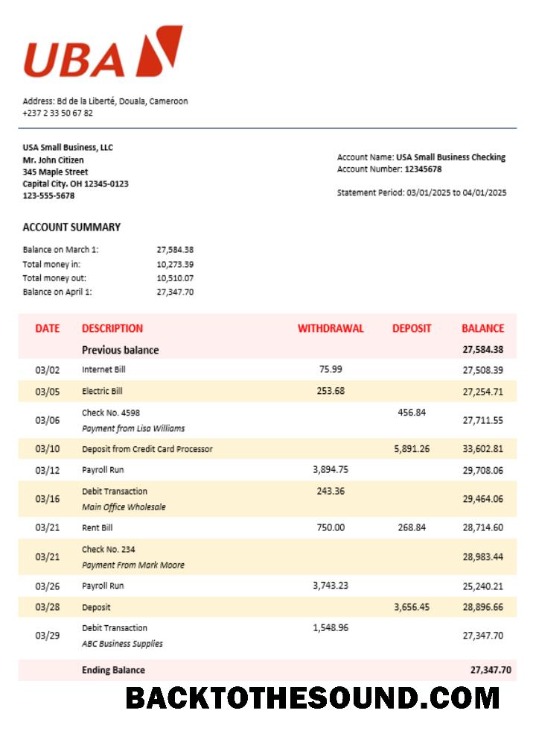 UBA
Address: Bd de la Liberté, Douala, Cameroon
+237 2 33 50 67 82
USA Small Business, LLC
Mr. John Citizen
345 Maple Street
Capital City, OH 12345-0123
123-555-5678
Account Name: USA Small Business Checking
Account Number: 12345678
Statement Period: 03/01/2025 to 04/01/2025
ACCOUNT SUMMARY
Balance on March 1: 27,584.38
Total money in: 10,273.39
Total money out: 10,510.07
Balance on April 1: 27,347.70
DATE DESCRIPTION WITHDRAWAL DEPOSIT BALANCE
Previous balance 27,584.38
03/02 Internet Bill 75.99 27,508.39
03/05 Electric Bill 253.68 27,254.71
03/06 Check No. 4598 456.84 27,711.55
Payment from Lisa Williams
03/10 Deposit from Credit Card Processor 5,891.26 33,602.81
03/12 Payroll Run 3,894.75 29,708.06
03/16 Debit Transaction 243.36 29,464.06
Main Office Wholesale
03/21 Rent Bill 750.00 268.84 28,714.60
03/21 Check No. 234 28,983.44
Payment From Mark Moore
03/26 Payroll Run 3,743.23 25,240.21
03/28 Deposit 3,656.45 28,896.66
03/29 Debit Transaction 1,548.96 27,347.70
ABC Business Supplies
Ending Balance 27,347.70
BACKTOTHESOUND.COM